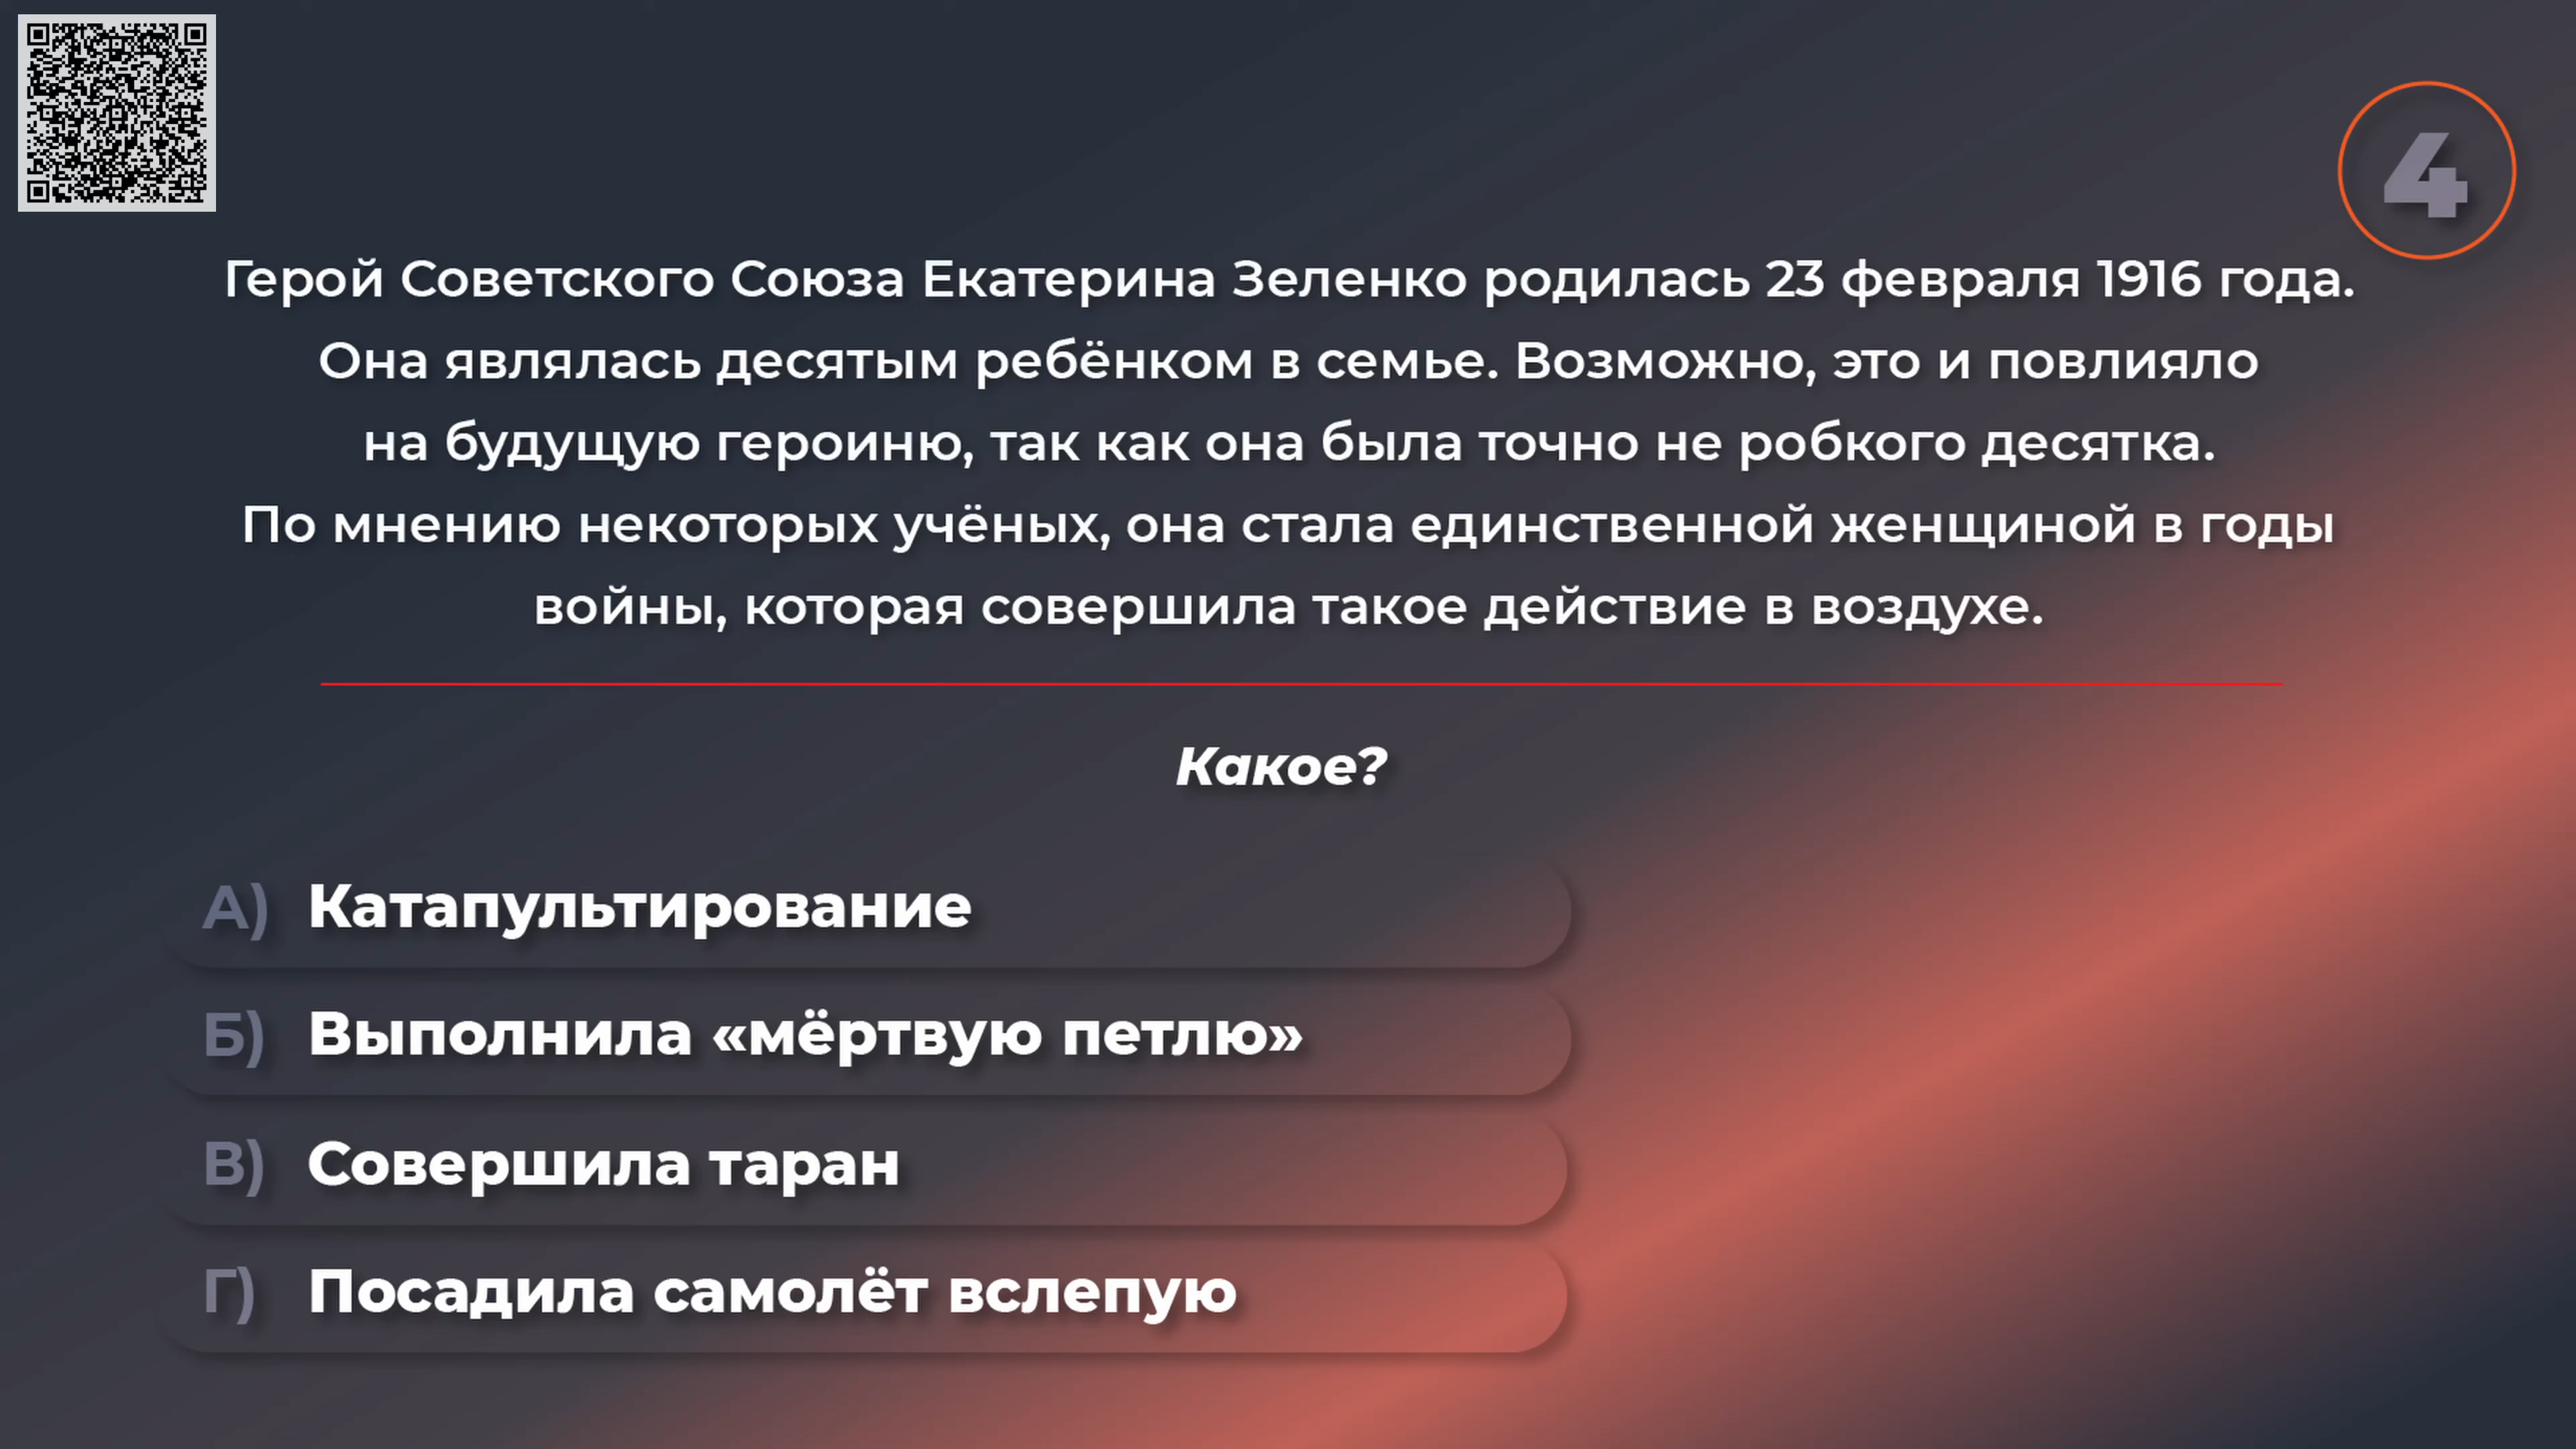 4
Герой Советского Союза Екатерина Зеленко родилась 23 февраля 1916 года.
Она являлась десятым ребёнком в семье. Возможно, это и повлияло
на будущую героиню, так как она была точно не робкого десятка.
По мнению некоторых учёных, она стала единственной женщиной в годы
войны, которая совершила такое действие в воздухе.
Какое?
А) Катапультирование
Б) Выполнила «мёртвую петлю»
В) Совершила таран
Г) Посадила самолёт вслепую